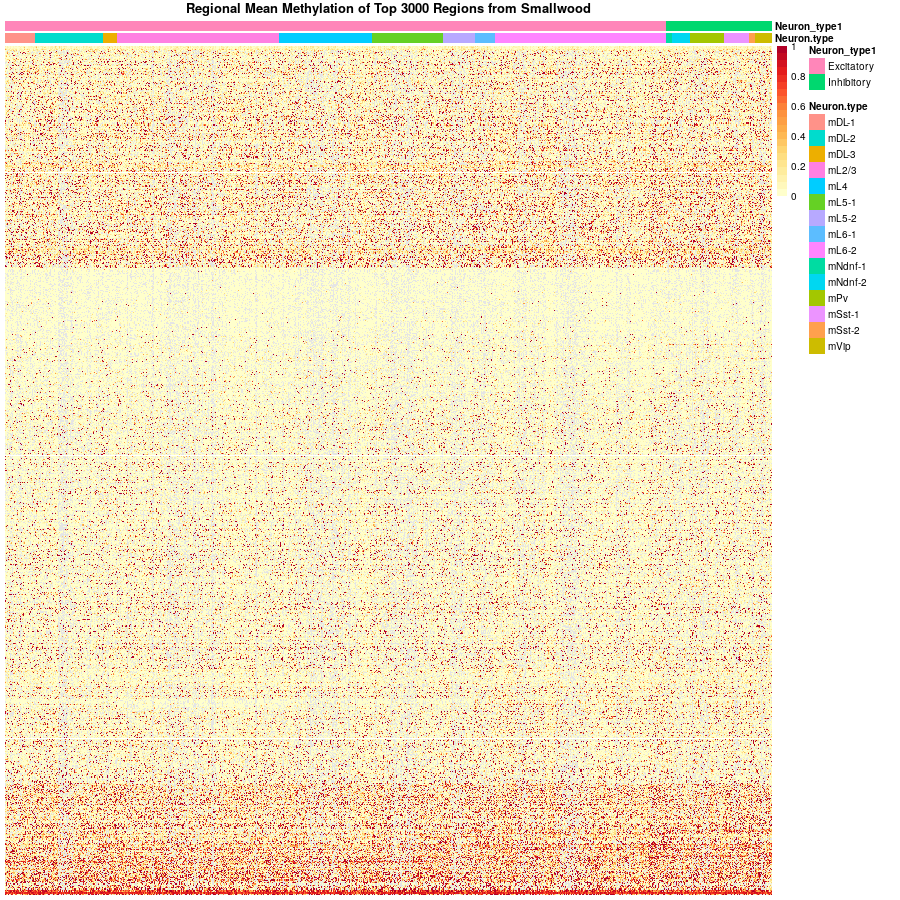 Regional Mean Methylation of Top 3000 Regions from Smallwood
Neuron_type1
Neuron.type
1
0.8
0.6
0.4
0.2
0
Neuron_type1
Excitatory
Inhibitory
Neuron.type
mDL-1
mDL-2
mDL-3
mL2/3
mL4
mL5-1
mL5-2
mL6-1
mL6-2
mNdnf-1
mNdnf-2
mPv
mSst-1
mSst-2
mVip